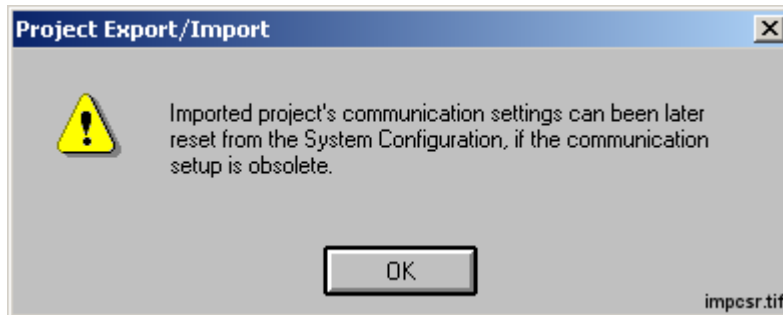 Project Export/Import
Imported project's communication settings can been later
reset from the System Configuration, if the communication
setup is obsolete.
OK
impcsr.tif